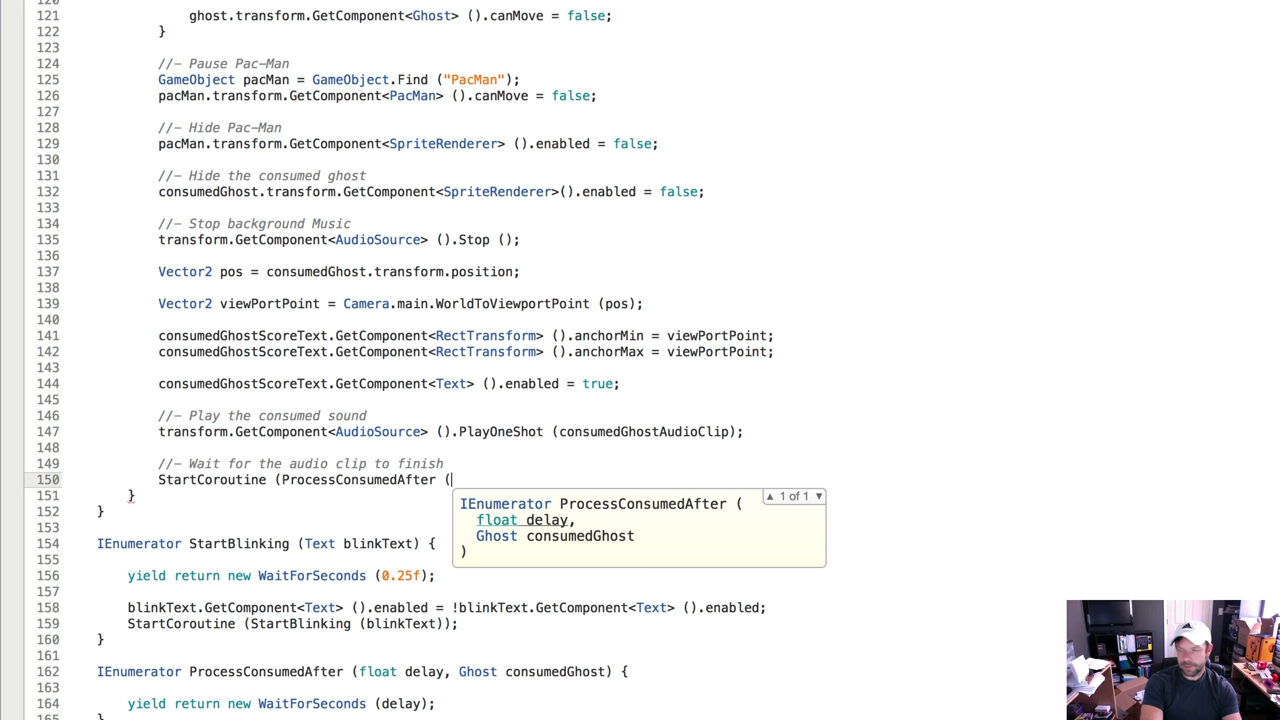 120
121 ghost.transform.GetComponent<Ghost> ().canMove = false;
122 }
123
124 //- Pause Pac-Man
125 GameObject pacMan = GameObject.Find ("PacMan");
126 pacMan.transform.GetComponent<PacMan> ().canMove = false;
127
128 //- Hide Pac-Man
129 pacMan.transform.GetComponent<SpriteRenderer> ().enabled = false;
130
131 //- Hide the consumed ghost
132 consumedGhost.transform.GetComponent<SpriteRenderer>().enabled = false;
133
134 //- Stop background Music
135 transform.GetComponent<AudioSource> ().Stop ();
136
137 Vector2 pos = consumedGhost.transform.position;
138
139 Vector2 viewPortPoint = Camera.main.WorldToViewportPoint (pos);
140
141 consumedGhostScoreText.GetComponent<RectTransform> ().anchorMin = viewPortPoint;
142 consumedGhostScoreText.GetComponent<RectTransform> ().anchorMax = viewPortPoint;
143
144 consumedGhostScoreText.GetComponent<Text> ().enabled = true;
145
146 //- Play the consumed sound
147 transform.GetComponent<AudioSource> ().PlayOneShot (consumedGhostAudioClip);
148
149 //- Wait for the audio clip to finish
150 StartCoroutine (ProcessConsumedAfter (
151 }
▲ 1 of 1 ▼
IEnumerator ProcessConsumedAfter (
float delay,
Ghost consumedGhost
)
152 }
153
154 IEnumerator StartBlinking (Text blinkText) {
155
156 yield return new WaitForSeconds (0.25f);
157
158 blinkText.GetComponent<Text> ().enabled = !blinkText.GetComponent<Text> ().enabled;
159 StartCoroutine (StartBlinking (blinkText));
160 }
161
162 IEnumerator ProcessConsumedAfter (float delay, Ghost consumedGhost) {
163
164 yield return new WaitForSeconds (delay);
165 }